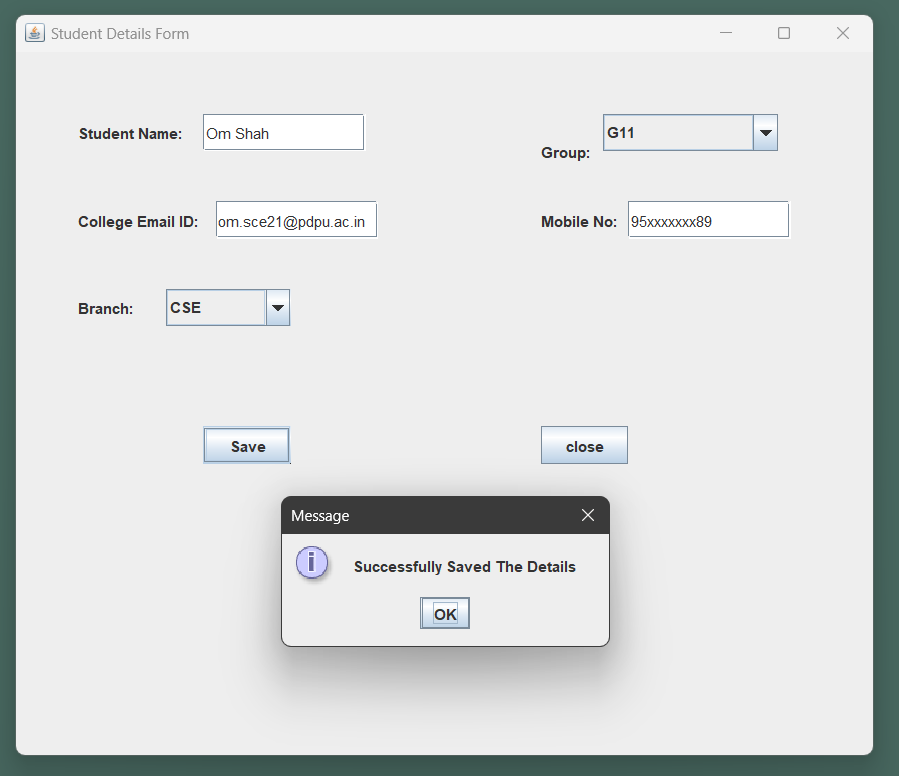 Student Details Form
Student Name: Om Shah
Group: G11
College Email ID: om.sce21@pdpu.ac.in
Mobile No: 95xxxxxxx89
Branch: CSE
Save close
Message
i Successfully Saved The Details
OK